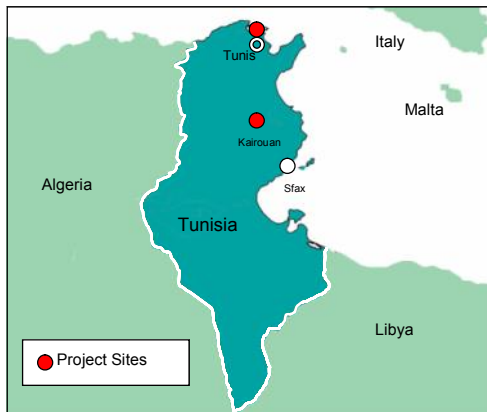 Italy
Tunis
Malta
Kairouan
Algeria
Sfax
Tunisia
Libya
Project Sites